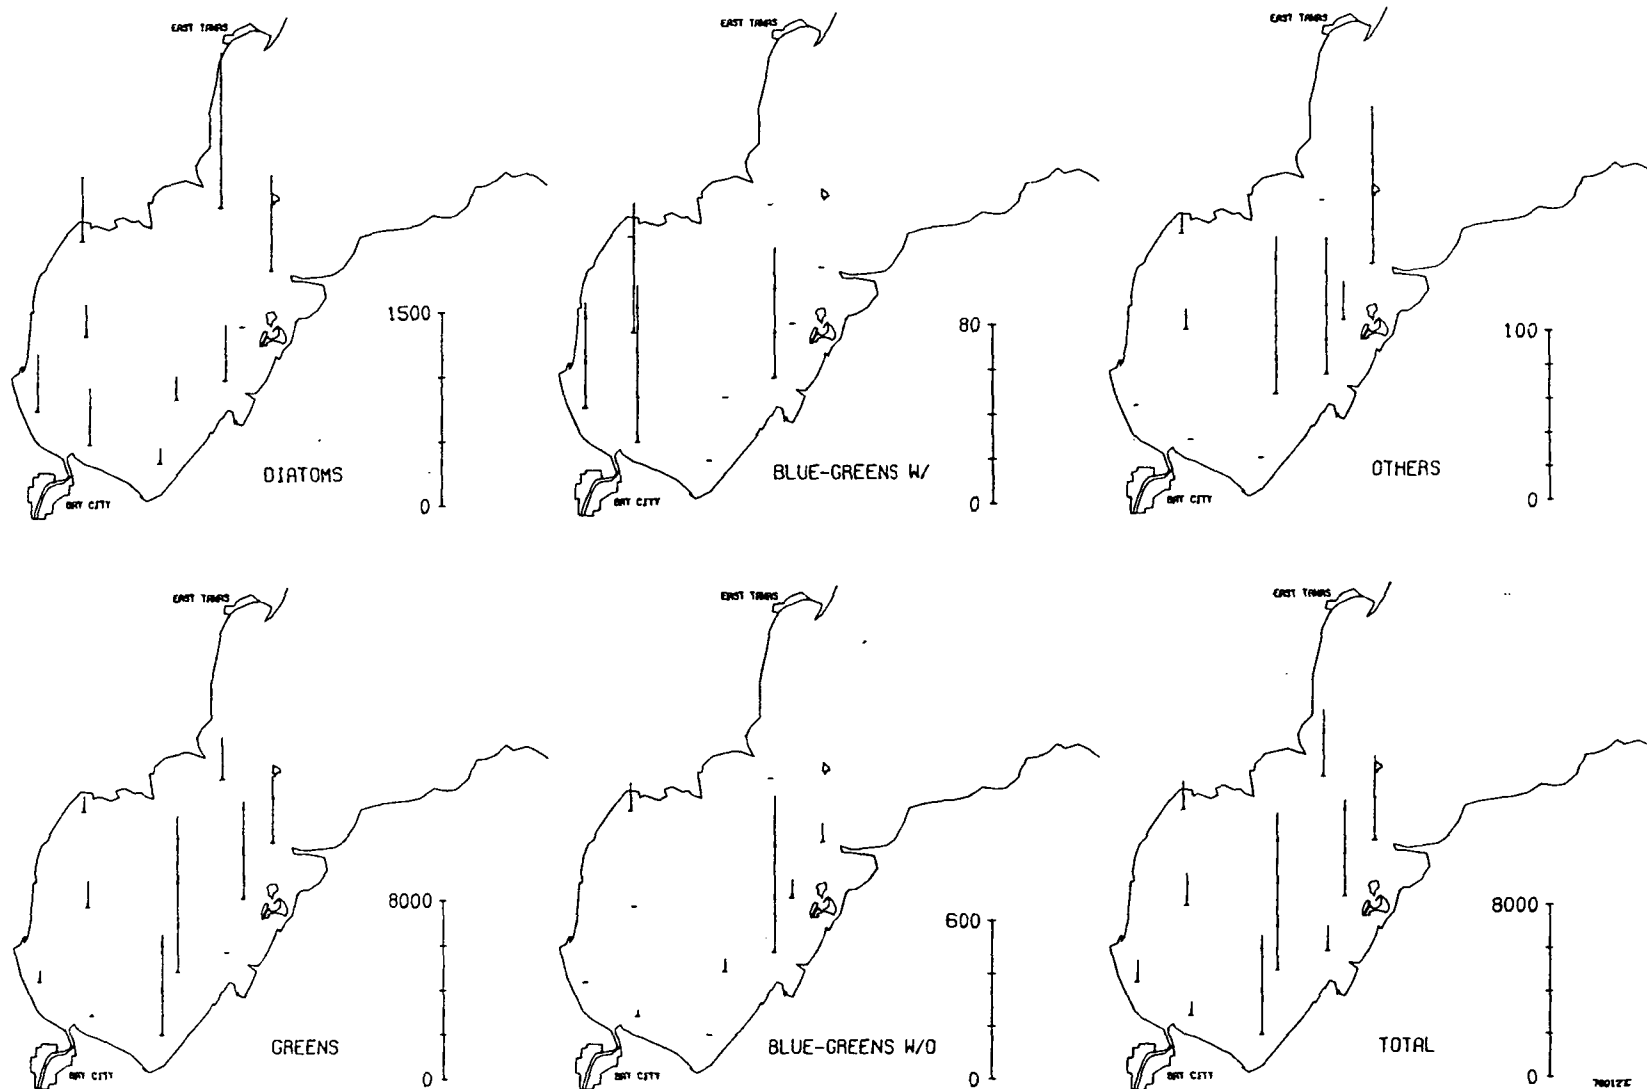 EAST TAWAS
EAST TAWAS
EAST TAWAS
1500
0
DIATOMS
BAY CITY
80
0
BLUE-GREENS W/
BAY CITY
100
0
OTHERS
BAY CITY
EAST TAWAS
EAST TAWAS
EAST TAWAS
8000
0
GREENS
BAY CITY
600
0
BLUE-GREENS W/O
BAY CITY
8000
0
TOTAL
BAY CITY